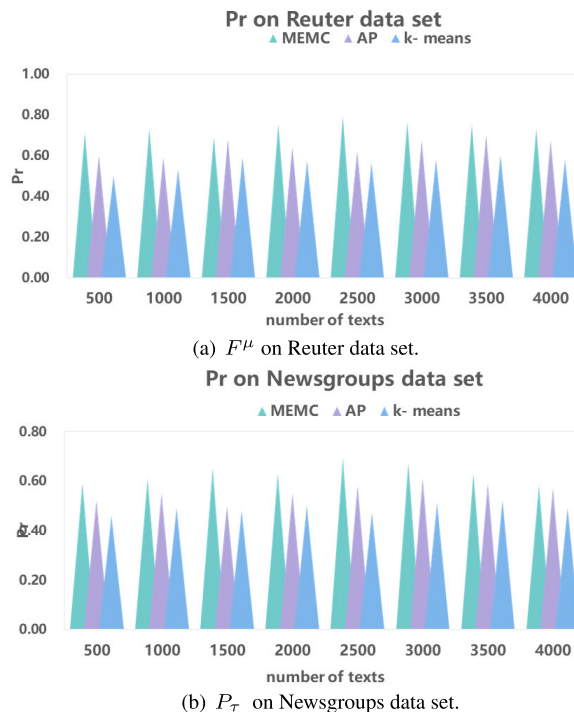 Pr on Reuter data set
MEMC AP k- means
1.00
0.80
0.60
0.40
0.20
0.00
Pr
500 1000 1500 2000 2500 3000 3500 4000
number of texts
(a) F^μ on Reuter data set.
Pr on Newsgroups data set
MEMC AP k- means
0.80
0.60
0.40
0.20
0.00
Pr
500 1000 1500 2000 2500 3000 3500 4000
number of texts
(b) P_τ on Newsgroups data set.